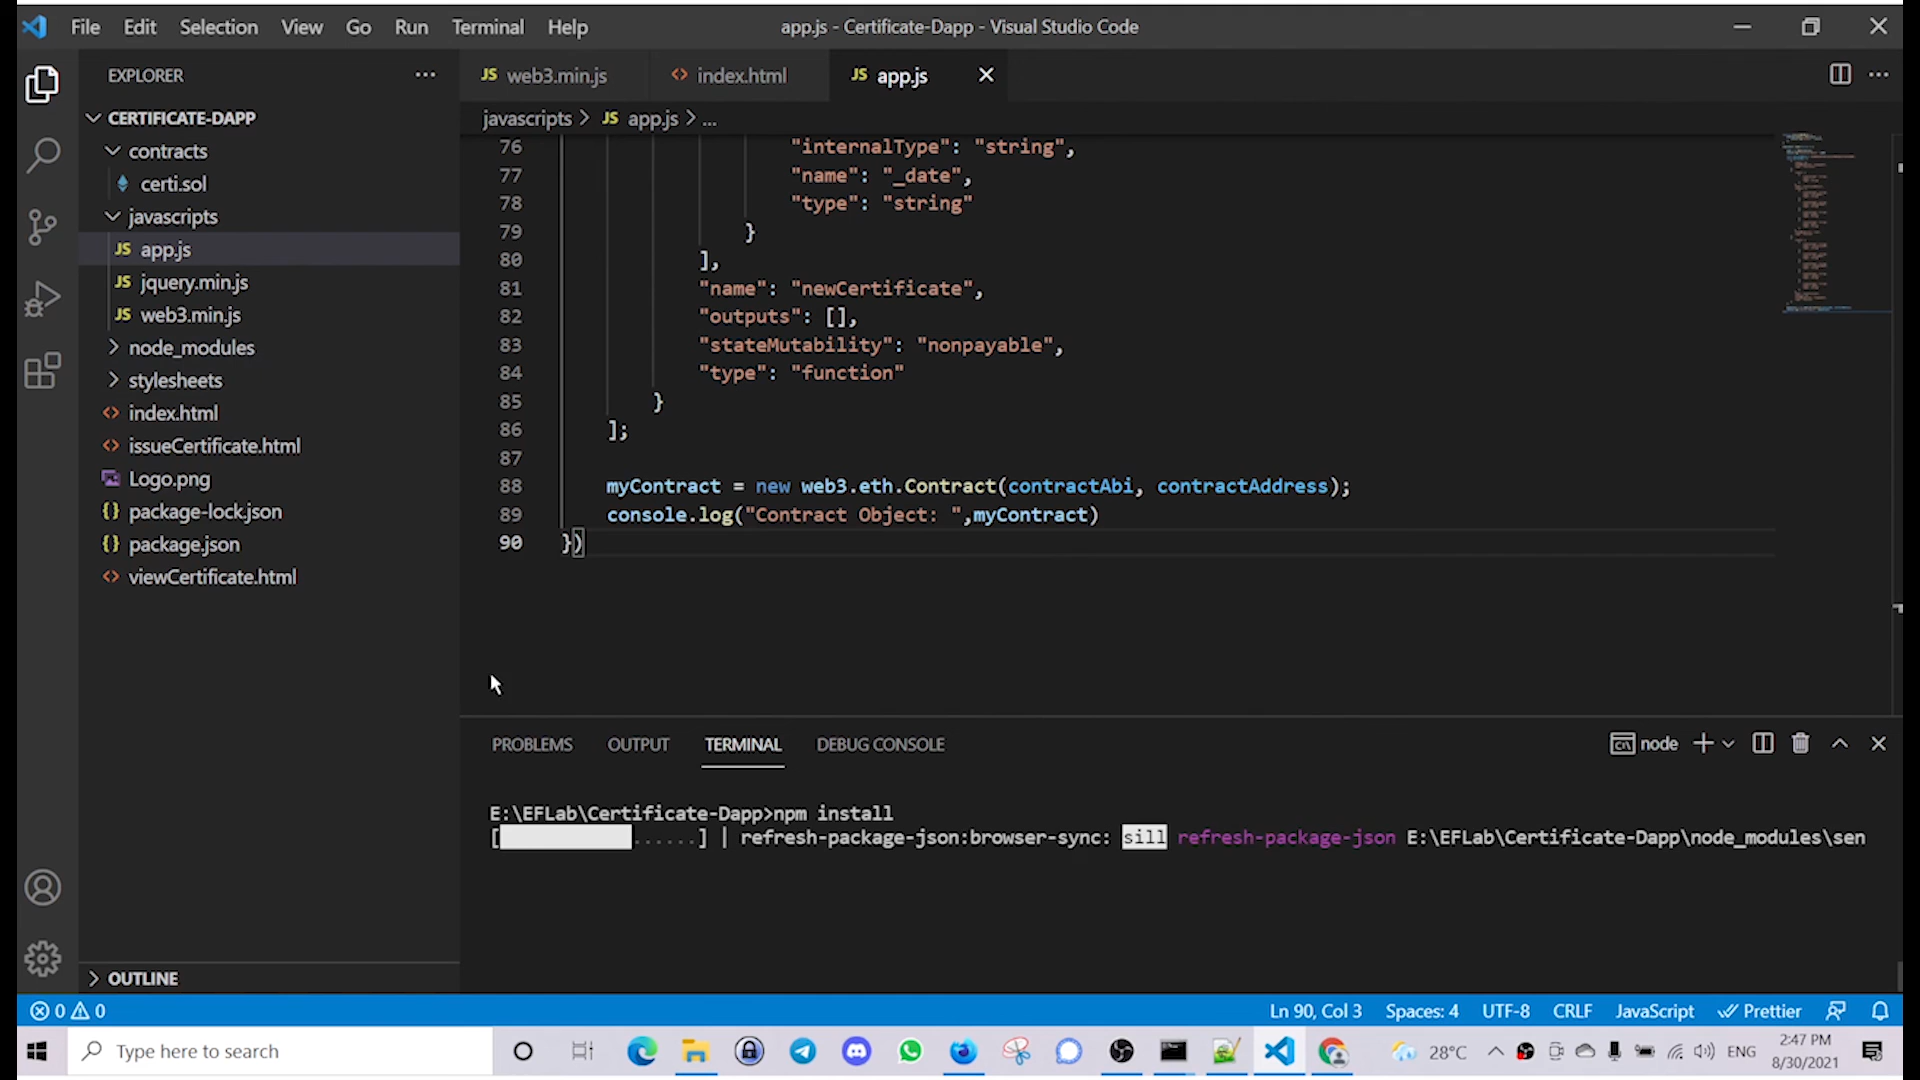 File Edit Selection View Go Run Terminal Help
app.js - Certificate-Dapp - Visual Studio Code
EXPLORER
CERTIFICATE-DAPP
contracts
certi.sol
javascripts
JS app.js
JS jquery.min.js
JS web3.min.js
node_modules
stylesheets
<> index.html
<> issueCertificate.html
Logo.png
{} package-lock.json
{} package.json
<> viewCertificate.html
OUTLINE
JS web3.min.js
<> index.html
JS app.js
javascripts > JS app.js > ...
76 "internalType": "string",
77 "name": "_date",
78 "type": "string"
79 }
80 ],
81 "name": "newCertificate",
82 "outputs": [],
83 "stateMutability": "nonpayable",
84 "type": "function"
85 }
86 ];
87
88 myContract = new web3.eth.Contract(contractAbi, contractAddress);
89 console.log("Contract Object: ",myContract)
90 })
PROBLEMS OUTPUT TERMINAL DEBUG CONSOLE
node
E:\EFLab\Certificate-Dapp>npm install
[ ......] | refresh-package-json:browser-sync: sill refresh-package-json E:\EFLab\Certificate-Dapp\node_modules\sen
0 0
Ln 90, Col 3 Spaces: 4 UTF-8 CRLF JavaScript Prettier
Type here to search
28°C
ENG
2:47 PM
8/30/2021